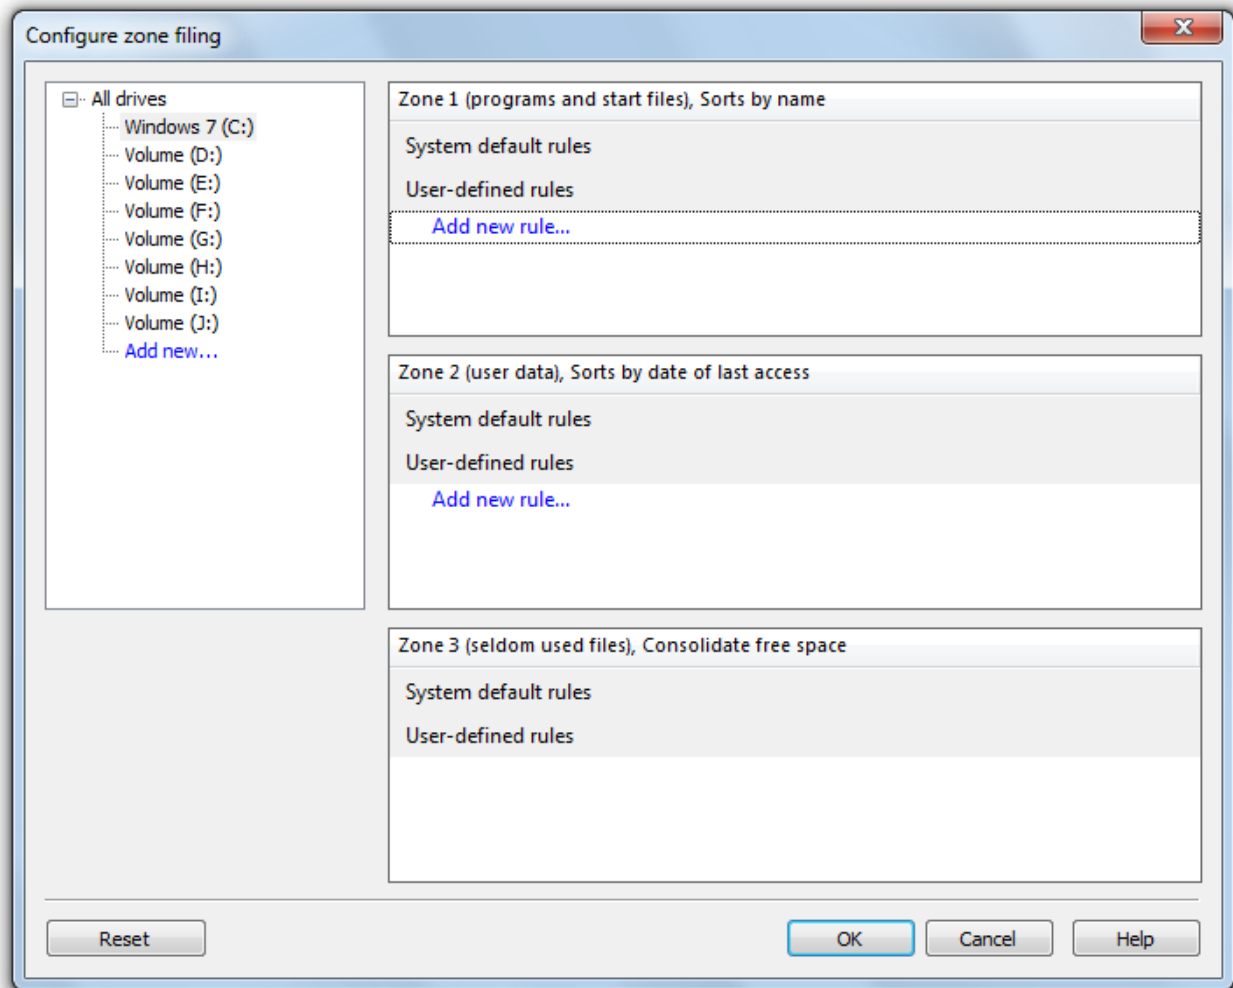 Configure zone filing
All drives
Windows 7 (C:)
Volume (D:)
Volume (E:)
Volume (F:)
Volume (G:)
Volume (H:)
Volume (I:)
Volume (J:)
Add new...
Zone 1 (programs and start files), Sorts by name
System default rules
User-defined rules
Add new rule...
Zone 2 (user data), Sorts by date of last access
System default rules
User-defined rules
Add new rule...
Zone 3 (seldom used files), Consolidate free space
System default rules
User-defined rules
Reset
OK
Cancel
Help